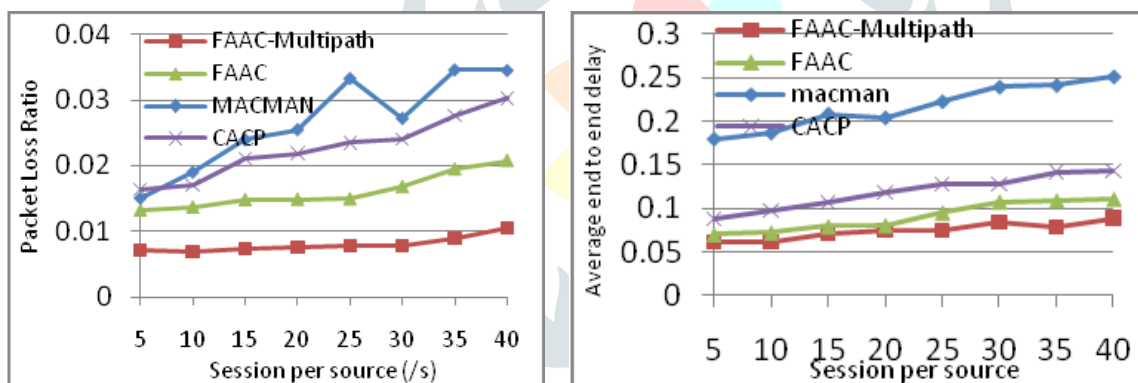 0.04
0.03
0.02
0.01
0
Packet Loss Ratio
FAAC-Multipath
FAAC
MACMAN
CACP
5 10 15 20 25 30 35 40
Session per source (/s)
0.3
0.25
0.2
0.15
0.1
0.05
0
Average end to end delay
FAAC-Multipath
FAAC
macman
CACP
5 10 15 20 25 30 35 40
Session per source